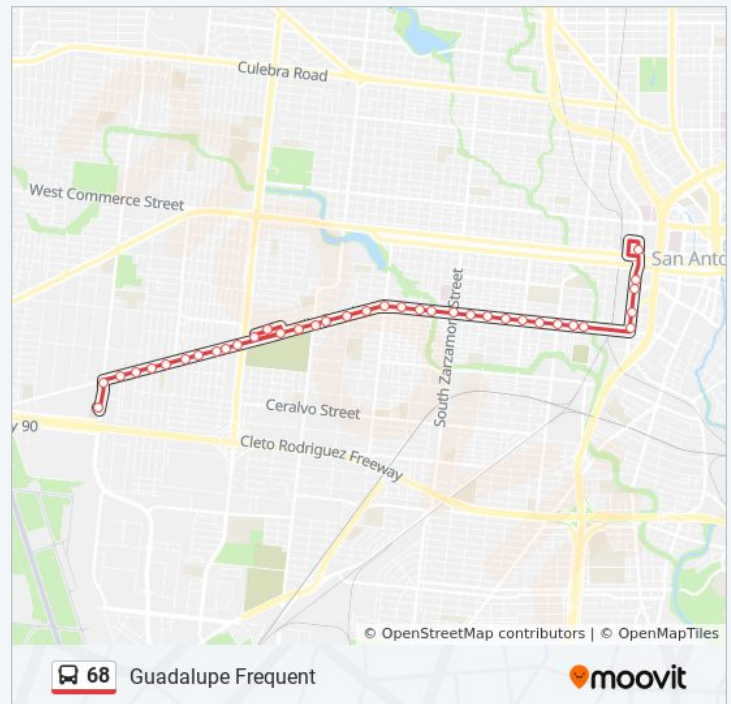 Culebra Road
West Commerce Street
San Anto
South Zarzamora Street
Ceralvo Street
y 90
Cleto Rodriguez Freeway
© OpenStreetMap contributors | © OpenMapTiles
68 Guadalupe Frequent
moovit